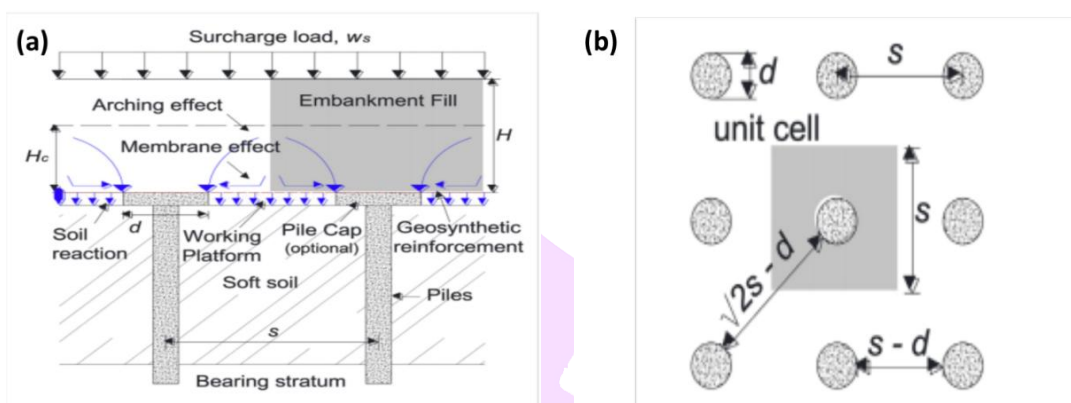 (a)
Surcharge load, ws
Arching effect
Embankment Fill
Hc
Membrane effect
H
Soil
reaction
d
Working
Platform
Pile Cap
(optional)
Geosynthetic
reinforcement
Soft soil
Piles
s
Bearing stratum
(b)
d
s
unit cell
s
√2s - d
s - d